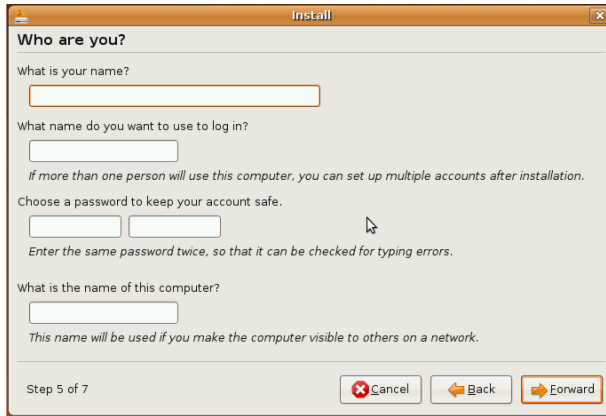 Install
Who are you?
What is your name?
What name do you want to use to log in?
If more than one person will use this computer, you can set up multiple accounts after installation.
Choose a password to keep your account safe.
Enter the same password twice, so that it can be checked for typing errors.
What is the name of this computer?
This name will be used if you make the computer visible to others on a network.
Step 5 of 7 Cancel Back Forward